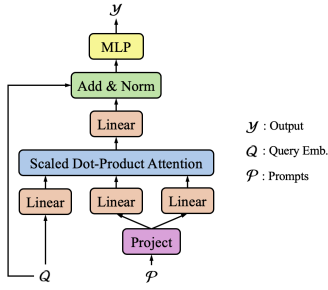 𝒴
MLP
Add & Norm
Linear
Scaled Dot-Product Attention
Linear Linear Linear
Project
𝒬 𝒫
𝒴 : Output
𝒬 : Query Emb.
𝒫 : Prompts